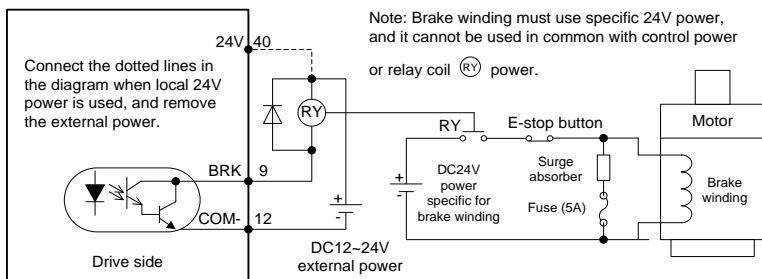 Note: Brake winding must use specific 24V power,
and it cannot be used in common with control power
or relay coil RY power.
24V 40
Connect the dotted lines in
the diagram when local 24V
power is used, and remove
the external power.
RY
RY
E-stop button
Motor
BRK 9
Surge
absorber
Fuse (5A)
Brake
winding
DC24V
power
specific for
brake winding
+
-
+
-
COM- 12
DC12~24V
external power
Drive side